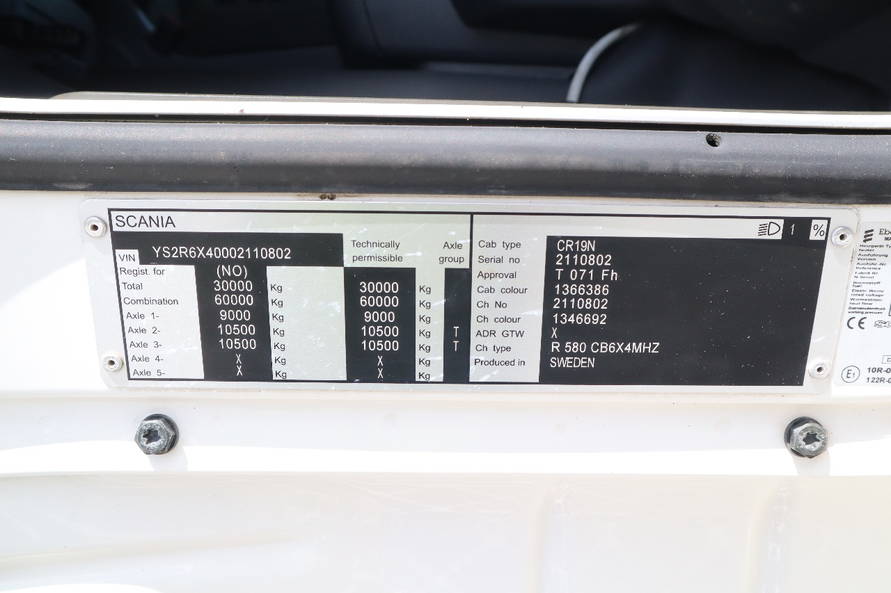 SCANIA 1 %
VIN YS2R6X40002110802 Technically permissible Axle group
Regist. for (NO)
Total 30000 Kg 30000 Kg
Combination 60000 Kg 60000 Kg
Axle 1- 9000 Kg 9000 Kg
Axle 2- 10500 Kg 10500 Kg T
Axle 3- 10500 Kg 10500 Kg T
Axle 4- X Kg X Kg
Axle 5- X Kg X Kg
Cab type CR19N
Serial no 2110802
Approval T 071 Fh
Cab colour 1366386
Ch No 2110802
Ch colour 1346692
ADR GTW X
Ch type R 580 CB6X4MHZ
Produced in SWEDEN
CE
E1